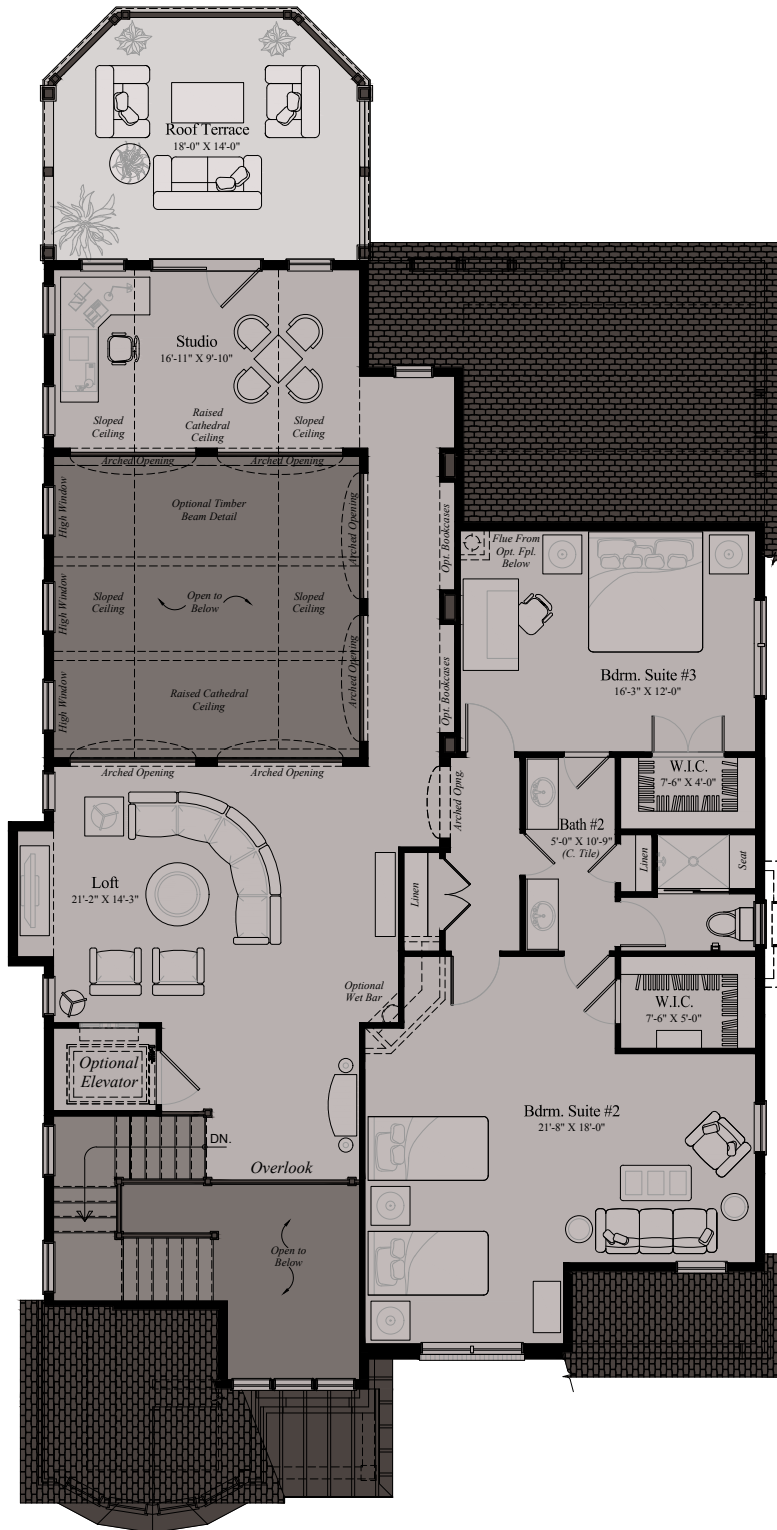 Roof Terrace
18'-0" X 14'-0"
Studio
16'-11" X 9'-10"
Sloped
Ceiling
Raised
Cathedral
Ceiling
Sloped
Ceiling
Arched Opening
Arched Opening
High Window
Optional Timber
Beam Detail
Arched Opening
Opt. Bookcases
Flue From
Opt. Fpl.
Below
High Window
Sloped
Ceiling
Open to
Below
Sloped
Ceiling
High Window
Raised Cathedral
Ceiling
Arched Opening
Opt. Bookcases
Bdrm. Suite #3
16'-3" X 12'-0"
Arched Opening
Arched Opening
Arched Opng.
W.I.C.
7'-6" X 4'-0"
Bath #2
5'-0" X 10'-9"
(C. Tile)
Linen
Seat
Loft
21'-2" X 14'-3"
Linen
Optional
Wet Bar
W.I.C.
7'-6" X 5'-0"
Optional
Elevator
Bdrm. Suite #2
21'-8" X 18'-0"
DN.
Overlook
Open to
Below